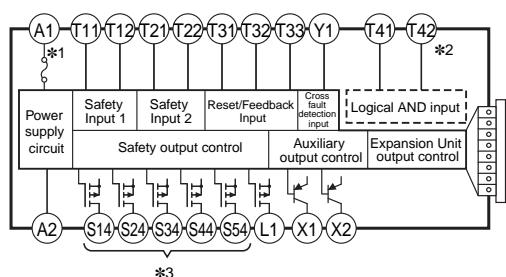 A1 T11 T12 T21 T22 T31 T32 T33 Y1 T41 T42
✱1
✱2
Power
supply
circuit
Safety
Input 1
Safety
Input 2
Reset/Feedback
Input
Cross
fault
detection
input
Logical AND input
Safety output control
Auxiliary
output control
Expansion Unit
output control
A2 S14 S24 S34 S44 S54 L1 X1 X2
✱3